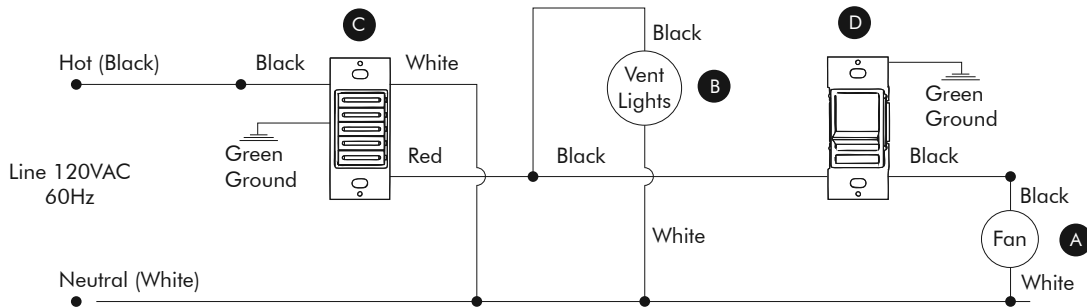 C
D
Hot (Black)
Black
White
Black
Vent
Lights
B
Green
Ground
Line 120VAC
60Hz
Green
Ground
Red
Black
Black
Black
White
Fan
A
Neutral (White)
White